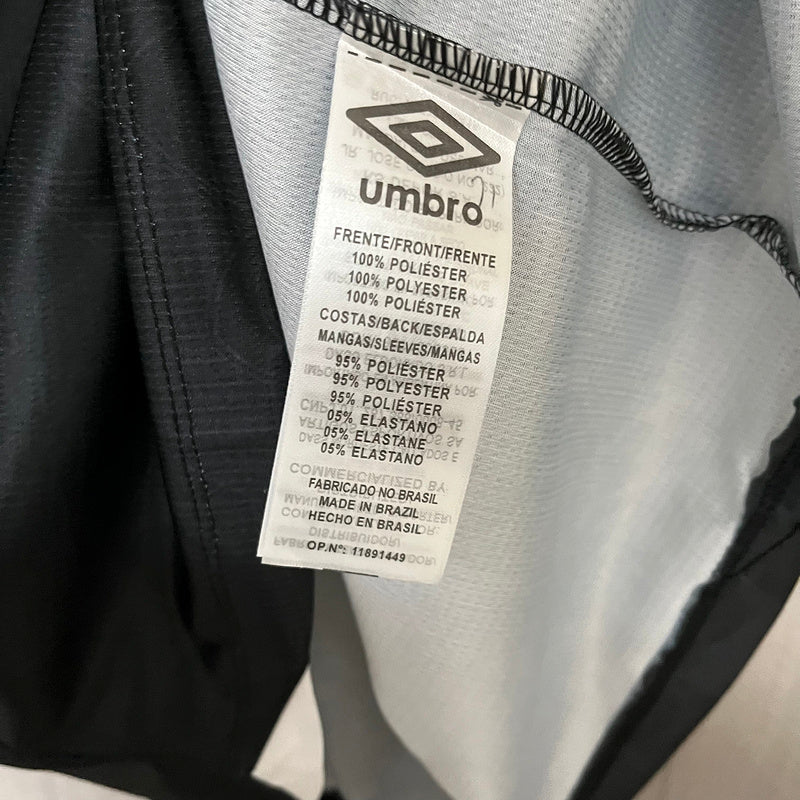 umbro
FRENTE/FRONT/FRENTE
100% POLIÉSTER
100% POLYESTER
100% POLIÉSTER
COSTAS/BACK/ESPALDA
MANGAS/SLEEVES/MANGAS
95% POLIÉSTER
95% POLYESTER
95% POLIÉSTER
05% ELASTANO
05% ELASTANE
05% ELASTANO
FABRICADO NO BRASIL
MADE IN BRAZIL
HECHO EN BRASIL
OP.Nº: 11891449